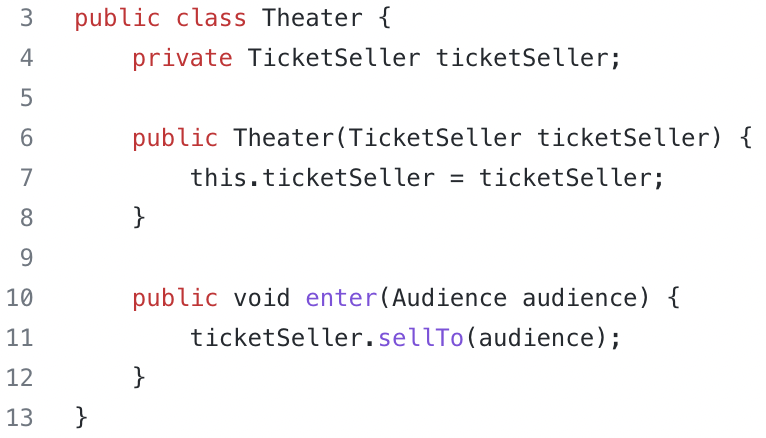 3 public class Theater {
4     private TicketSeller ticketSeller;
5
6     public Theater(TicketSeller ticketSeller) {
7         this.ticketSeller = ticketSeller;
8     }
9
10     public void enter(Audience audience) {
11         ticketSeller.sellTo(audience);
12     }
13 }